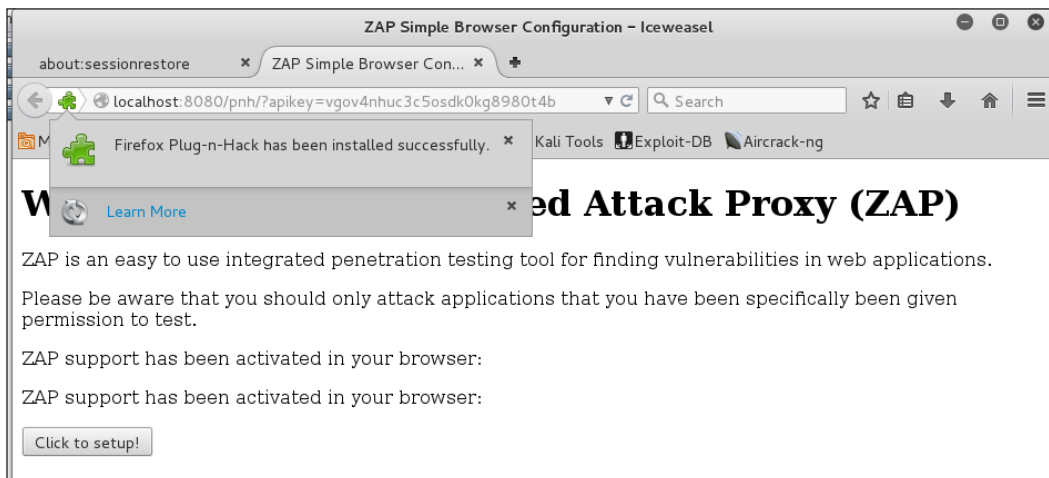 ZAP Simple Browser Configuration – Iceweasel
about:sessionrestore
ZAP Simple Browser Con...
localhost:8080/pnh/?apikey=vgov4nhuc3c5osdk0kg8980t4b
Search
M
Kali Tools
Exploit-DB
Aircrack-ng
Firefox Plug-n-Hack has been installed successfully.
Learn More
W
ed Attack Proxy (ZAP)
ZAP is an easy to use integrated penetration testing tool for finding vulnerabilities in web applications.
Please be aware that you should only attack applications that you have been specifically been given
permission to test.
ZAP support has been activated in your browser:
ZAP support has been activated in your browser:
Click to setup!